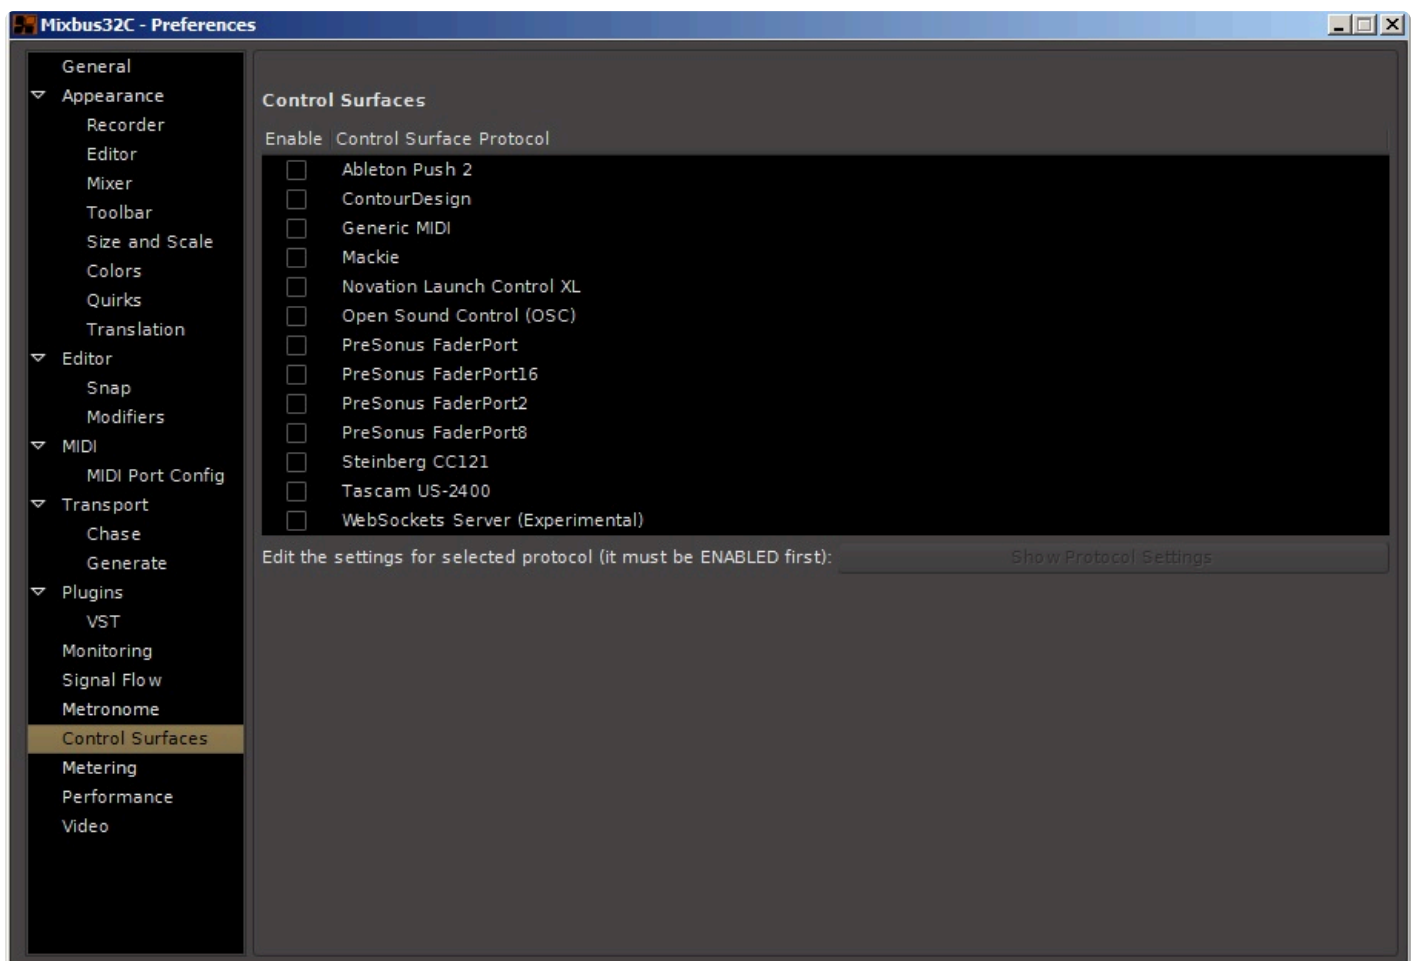 Mixbus32C - Preferences
General
Appearance
Recorder
Editor
Mixer
Toolbar
Size and Scale
Colors
Quirks
Translation
Editor
Snap
Modifiers
MIDI
MIDI Port Config
Transport
Chase
Generate
Plugins
VST
Monitoring
Signal Flow
Metronome
Control Surfaces
Metering
Performance
Video
Control Surfaces
Enable Control Surface Protocol
Ableton Push 2
ContourDesign
Generic MIDI
Mackie
Novation Launch Control XL
Open Sound Control (OSC)
PreSonus FaderPort
PreSonus FaderPort16
PreSonus FaderPort2
PreSonus FaderPort8
Steinberg CC121
Tascam US-2400
WebSockets Server (Experimental)
Edit the settings for selected protocol (it must be ENABLED first): Show Protocol Settings